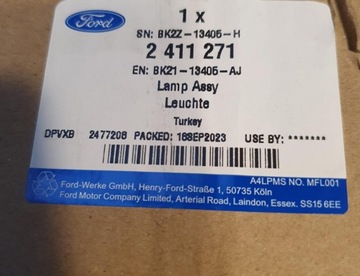 1 x
Ford
SN: BK2Z-13405-H
2 411 271
EN: BK21-13405-AJ
Lamp Assy
Leuchte
Turkey
DPVXB 2477208 PACKED: 18SEP2023 USE BY: *******
A4LPMS NO. MFL001
Ford-Werke GmbH, Henry-Ford-Straße 1, 50735 Köln
Ford Motor Company Limited, Arterial Road, Laindon, Essex. SS15 6EE